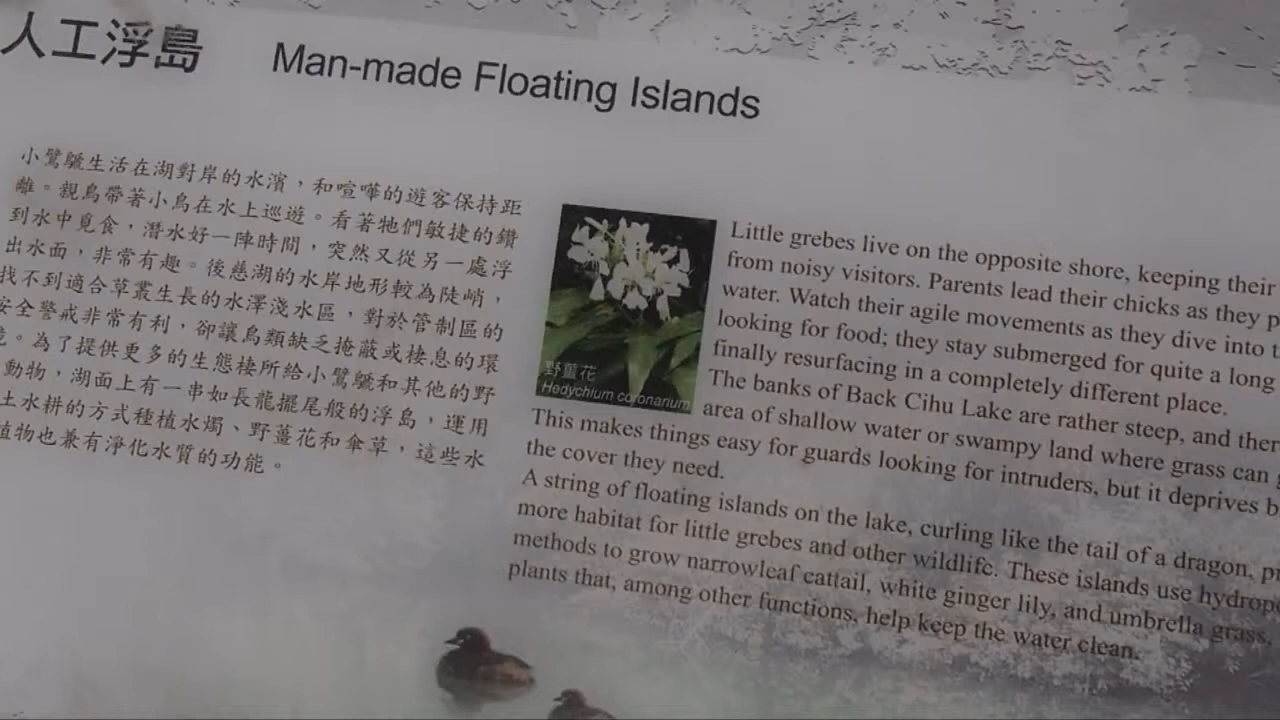 人工浮島
Man-made Floating Islands
小鷿鷈生活在湖對岸的水濱，和喧嘩的遊客保持距
離。親鳥帶著小鳥在水上巡遊。看著牠們敏捷的鑽
到水中覓食，潛水好一陣時間，突然又從另一處浮
出水面，非常有趣。後慈湖的水岸地形較為陡峭，
找不到適合草叢生長的水澤淺水區，對於管制區的
安全警戒非常有利，卻讓鳥類缺乏掩蔽或棲息的環
境。為了提供更多的生態棲所給小鷿鷈和其他的野
動物，湖面上有一串如長龍擺尾般的浮島，運用
土水耕的方式種植水燭、野薑花和傘草，這些水
植物也兼有淨化水質的功能。
野薑花
Hedychium coronarium
Little grebes live on the opposite shore, keeping their
from noisy visitors. Parents lead their chicks as they p
water. Watch their agile movements as they dive into t
looking for food; they stay submerged for quite a long
finally resurfacing in a completely different place.
The banks of Back Cihu Lake are rather steep, and ther
area of shallow water or swampy land where grass can
This makes things easy for guards looking for intruders, but it deprives b
the cover they need.
A string of floating islands on the lake, curling like the tail of a dragon, p
more habitat for little grebes and other wildlife. These islands use hydrop
methods to grow narrowleaf cattail, white ginger lily, and umbrella grass,
plants that, among other functions, help keep the water clean.